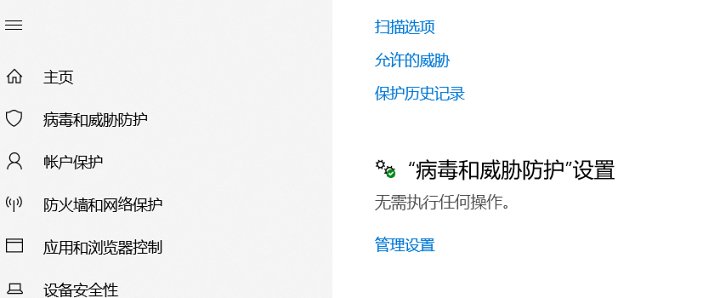 主页
病毒和威胁防护
帐户保护
防火墙和网络保护
应用和浏览器控制
设备安全性
扫描选项
允许的威胁
保护历史记录
“病毒和威胁防护”设置
无需执行任何操作。
管理设置